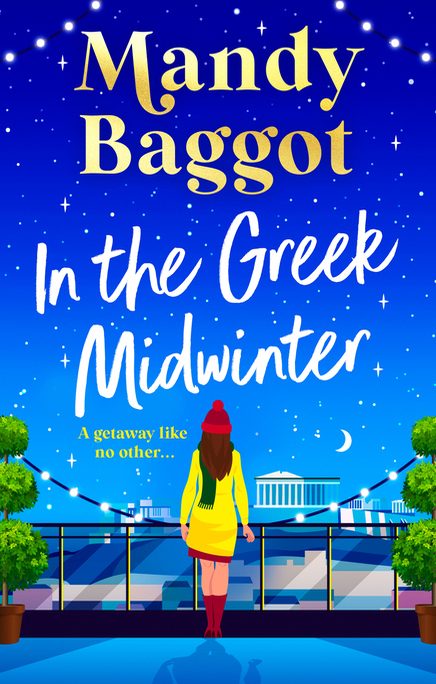 Mandy
Baggot
In the Greek
Midwinter
A getaway like
no other...